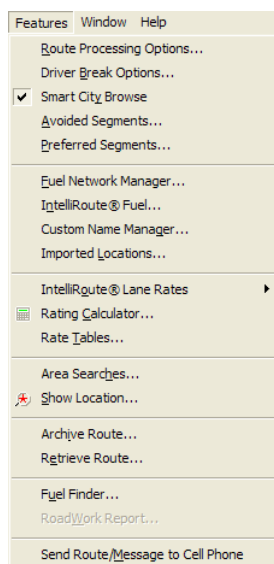 Features Window Help
Route Processing Options...
Driver Break Options...
Smart City Browse
Avoided Segments...
Preferred Segments...
Fuel Network Manager...
IntelliRoute® Fuel...
Custom Name Manager...
Imported Locations...
IntelliRoute® Lane Rates
Rating Calculator...
Rate Tables...
Area Searches...
Show Location...
Archive Route...
Retrieve Route...
Fuel Finder...
RoadWork Report...
Send Route/Message to Cell Phone